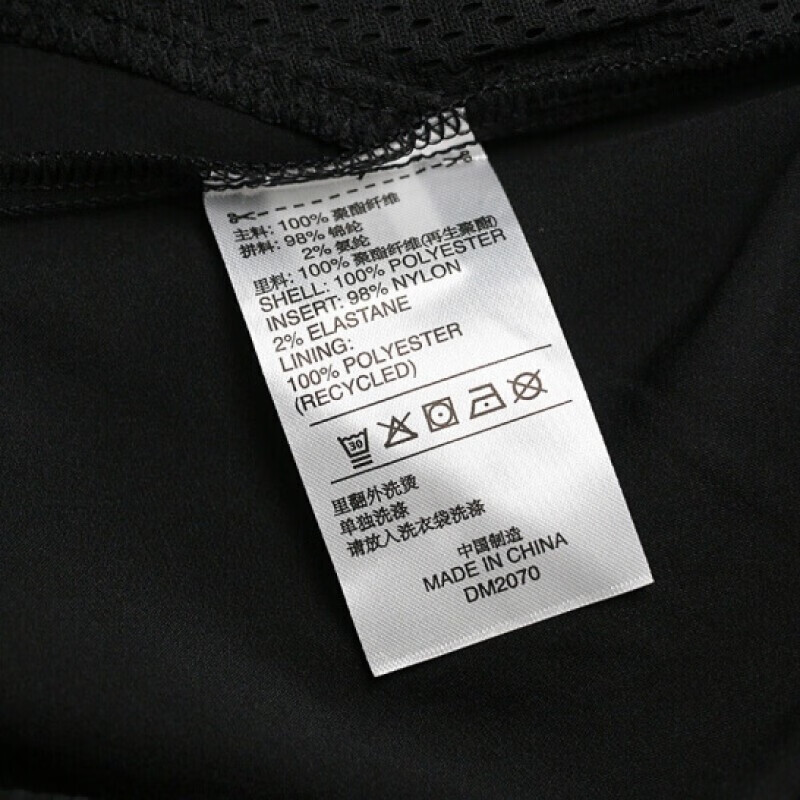 主料: 100% 聚酯纤维
拼料: 98% 锦纶
2% 氨纶
里料: 100% 聚酯纤维(再生聚酯)
SHELL: 100% POLYESTER
INSERT: 98% NYLON
2% ELASTANE
LINING:
100% POLYESTER
(RECYCLED)
30
里翻外洗烫
单独洗涤
请放入洗衣袋洗涤
中国制造
MADE IN CHINA
DM2070